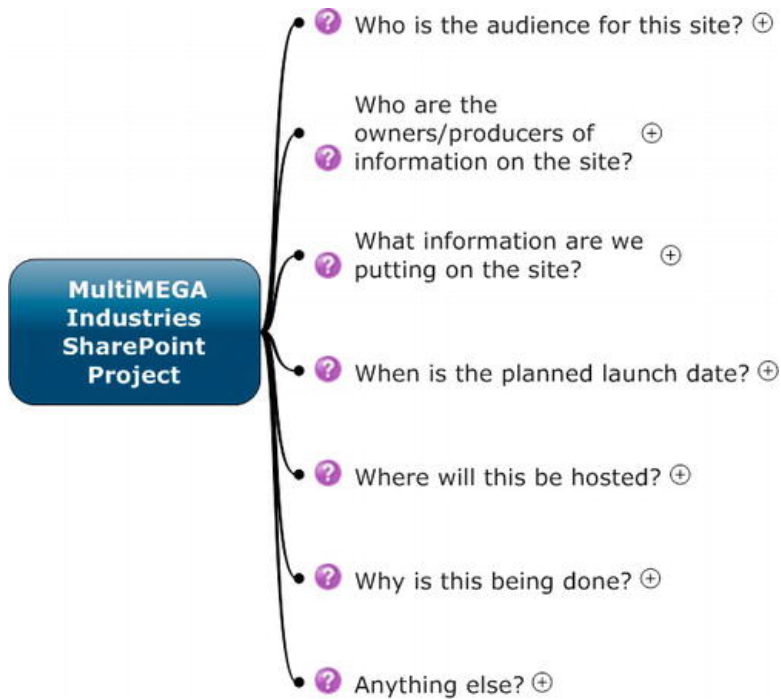 Who is the audience for this site?
Who are the
owners/producers of
information on the site?
What information are we
putting on the site?
MultiMEGA
Industries
SharePoint
Project
When is the planned launch date?
Where will this be hosted?
Why is this being done?
Anything else?